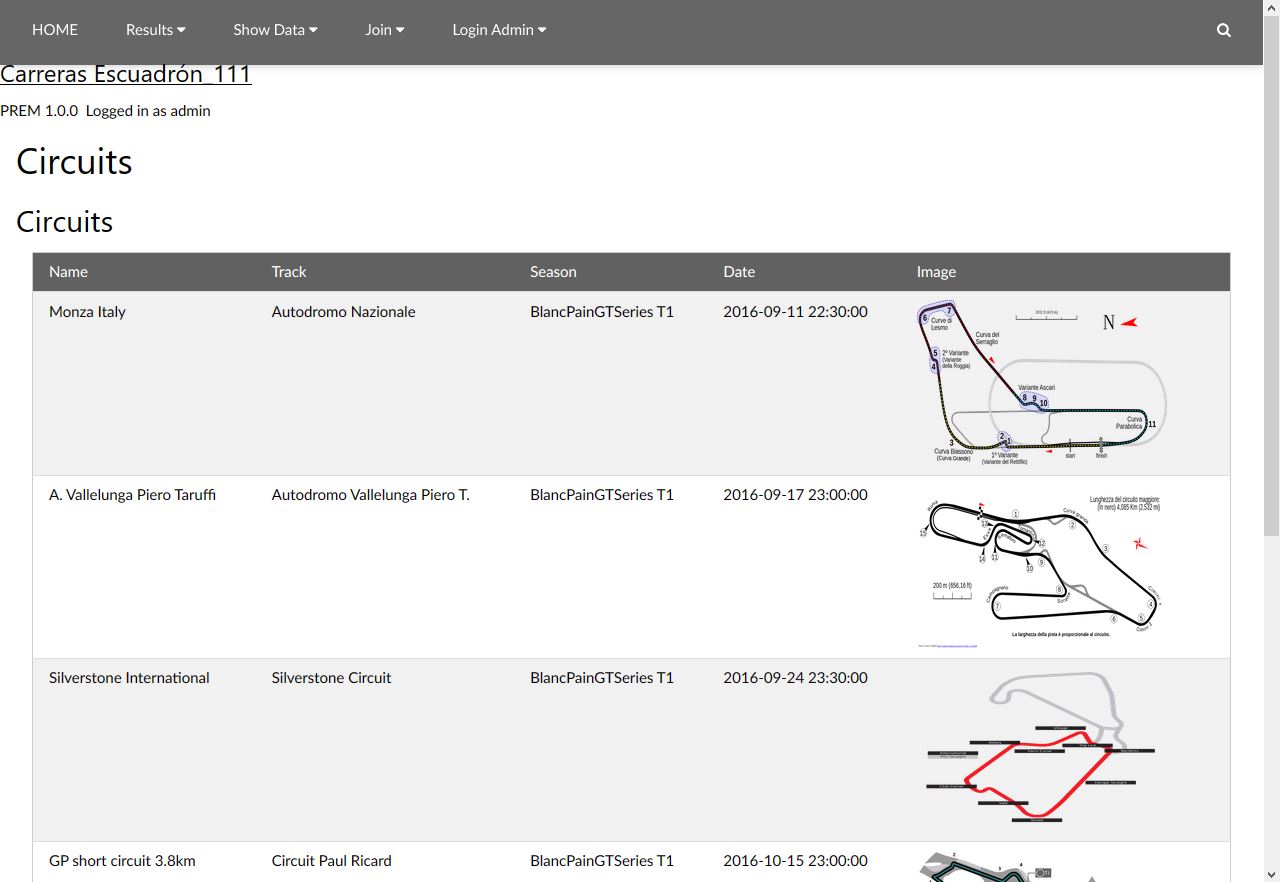 HOME Results Show Data Join Login Admin
Carreras Escuadrón_111
PREM 1.0.0 Logged in as admin
Circuits
Circuits
Name Track Season Date Image
Monza Italy Autodromo Nazionale BlancPainGTSeries T1 2016-09-11 22:30:00
6
7
Curve di
Lesmo
N
Curva del
Serraglio
5
4
2ª Variante
(Variante
della Roggia)
Variante Ascari
8 9 10
Curva
Parabolica
11
3
2
1
Curva Biassono
(Curva Grande)
1ª Variante
(Variante del Rettifilo)
start
finish
A. Vallelunga Piero Taruffi Autodromo Vallelunga Piero T. BlancPainGTSeries T1 2016-09-17 23:00:00
Lunghezza del circuito maggiore:
(in nero) 4,085 Km (2,532 mi)
Roma
1
Curva grande
2
15
13
12
3
14
11
10
9
200 m (656,16 ft)
Campagnano
8
Soratte
7
4
5
6
La larghezza della pista è proporzionale al circuito.
Silverstone International Silverstone Circuit BlancPainGTSeries T1 2016-09-24 23:30:00
GP short circuit 3.8km Circuit Paul Ricard BlancPainGTSeries T1 2016-10-15 23:00:00
2
3
4